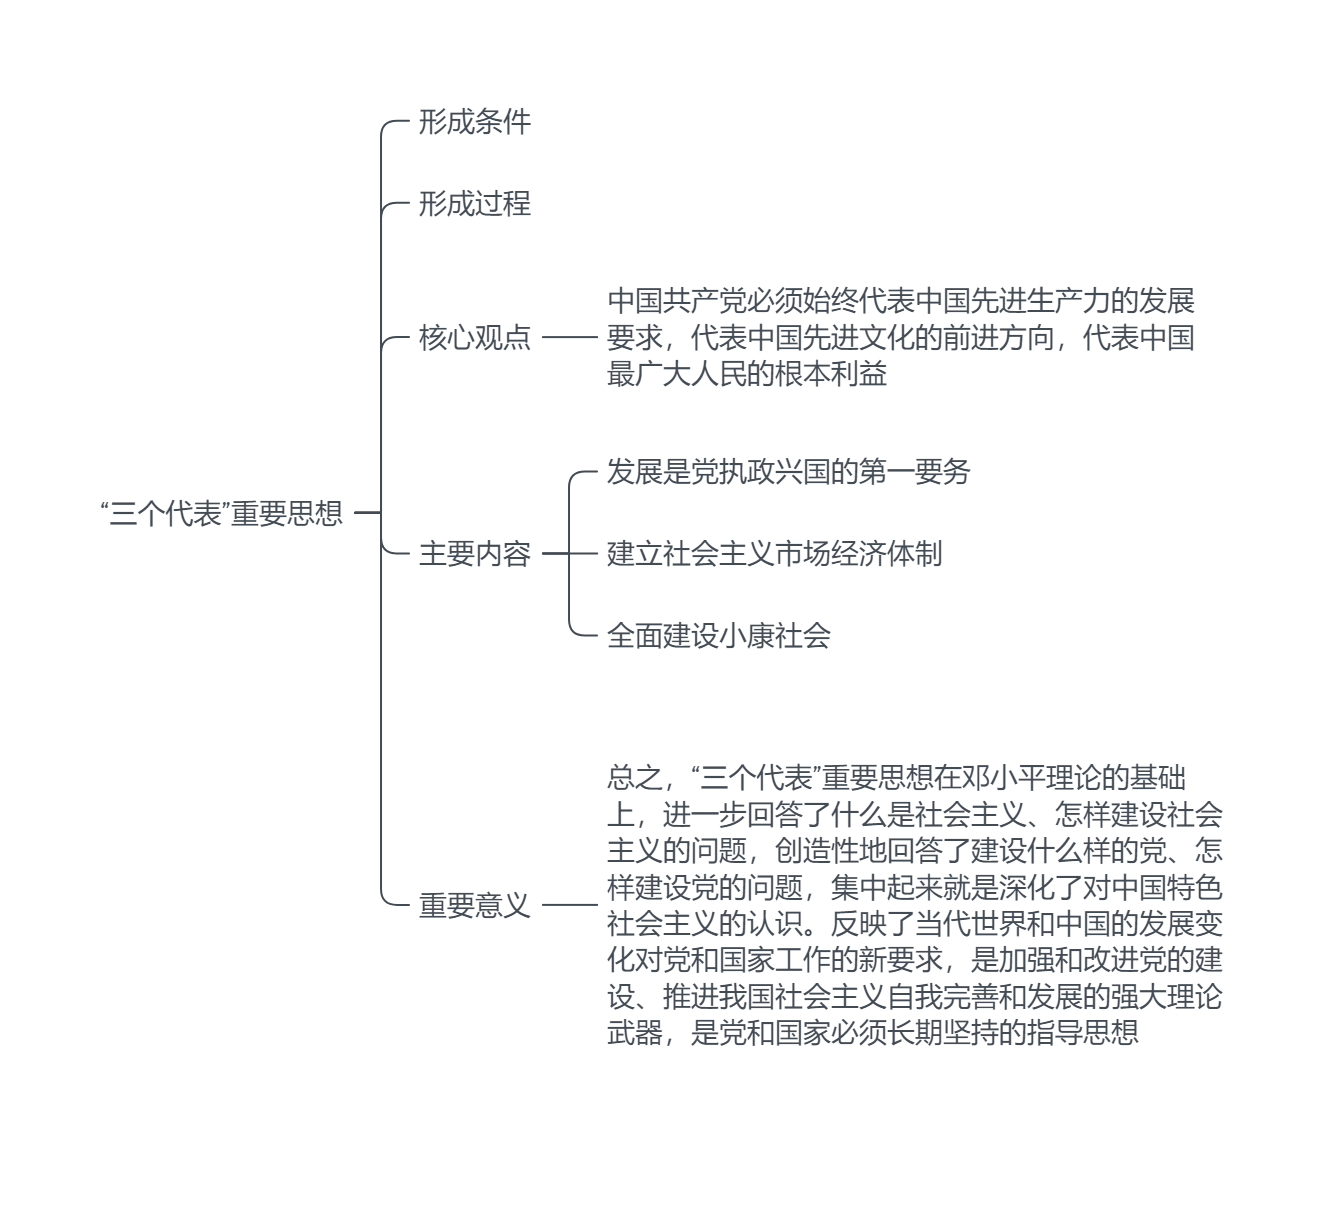 “三个代表”重要思想
形成条件
形成过程
核心观点
中国共产党必须始终代表中国先进生产力的发展
要求，代表中国先进文化的前进方向，代表中国
最广大人民的根本利益
主要内容
发展是党执政兴国的第一要务
建立社会主义市场经济体制
全面建设小康社会
重要意义
总之，“三个代表”重要思想在邓小平理论的基础
上，进一步回答了什么是社会主义、怎样建设社会
主义的问题，创造性地回答了建设什么样的党、怎
样建设党的问题，集中起来就是深化了对中国特色
社会主义的认识。反映了当代世界和中国的发展变
化对党和国家工作的新要求，是加强和改进党的建
设、推进我国社会主义自我完善和发展的强大理论
武器，是党和国家必须长期坚持的指导思想